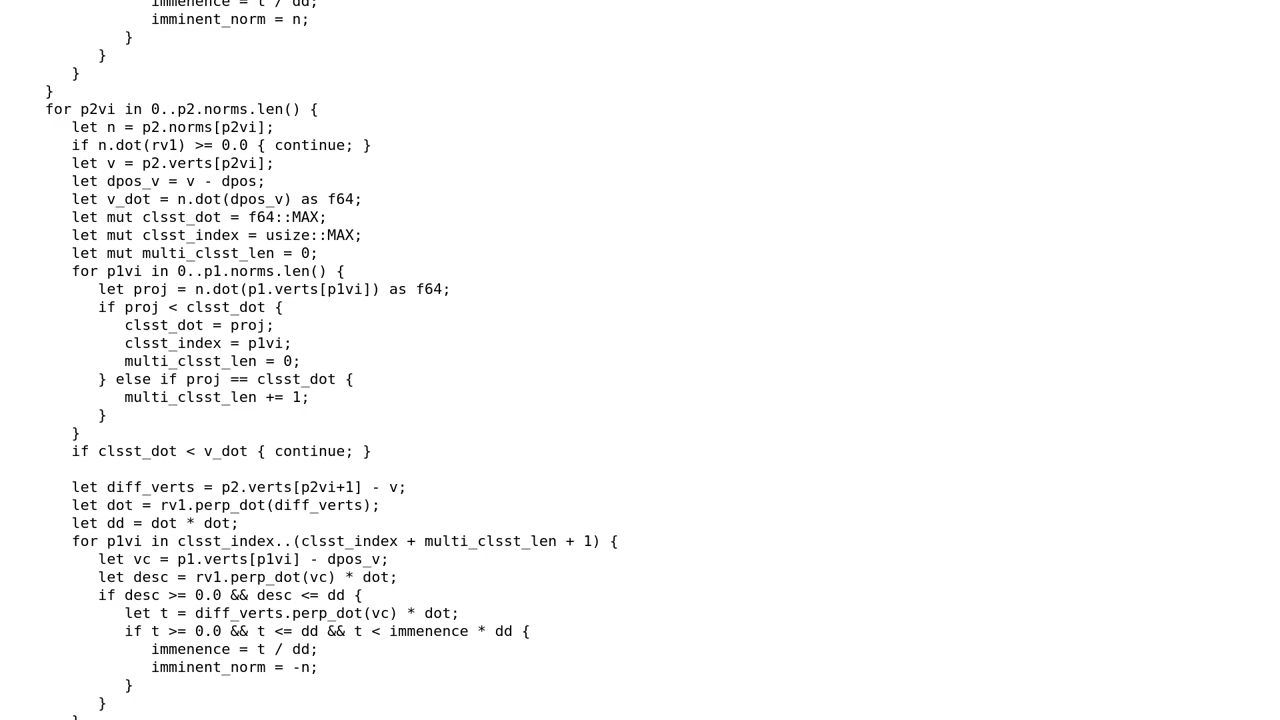 immenence = t / dd;
imminent_norm = n;
}
}
}
}
for p2vi in 0..p2.norms.len() {
let n = p2.norms[p2vi];
if n.dot(rv1) >= 0.0 { continue; }
let v = p2.verts[p2vi];
let dpos_v = v - dpos;
let v_dot = n.dot(dpos_v) as f64;
let mut clsst_dot = f64::MAX;
let mut clsst_index = usize::MAX;
let mut multi_clsst_len = 0;
for p1vi in 0..p1.norms.len() {
let proj = n.dot(p1.verts[p1vi]) as f64;
if proj < clsst_dot {
clsst_dot = proj;
clsst_index = p1vi;
multi_clsst_len = 0;
} else if proj == clsst_dot {
multi_clsst_len += 1;
}
}
if clsst_dot < v_dot { continue; }
let diff_verts = p2.verts[p2vi+1] - v;
let dot = rv1.perp_dot(diff_verts);
let dd = dot * dot;
for p1vi in clsst_index..(clsst_index + multi_clsst_len + 1) {
let vc = p1.verts[p1vi] - dpos_v;
let desc = rv1.perp_dot(vc) * dot;
if desc >= 0.0 && desc <= dd {
let t = diff_verts.perp_dot(vc) * dot;
if t >= 0.0 && t <= dd && t < immenence * dd {
immenence = t / dd;
imminent_norm = -n;
}
}
}